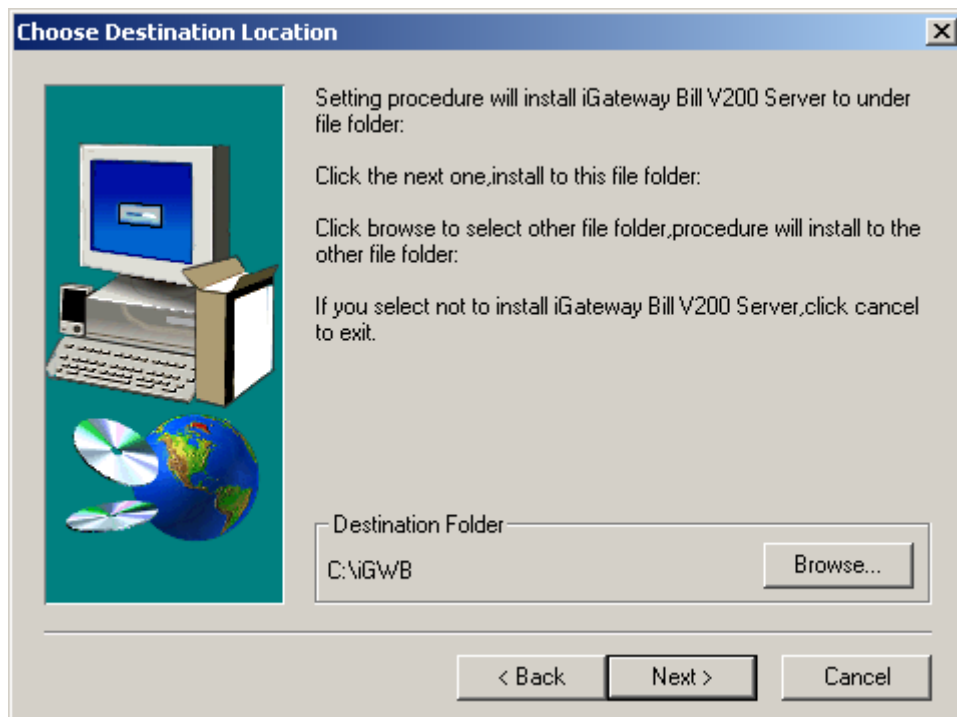 Choose Destination Location
Setting procedure will install iGateway Bill V200 Server to under
file folder:
Click the next one,install to this file folder:
Click browse to select other file folder,procedure will install to the
other file folder:
If you select not to install iGateway Bill V200 Server,click cancel
to exit.
Destination Folder
C:\iGWB
Browse...
< Back
Next >
Cancel